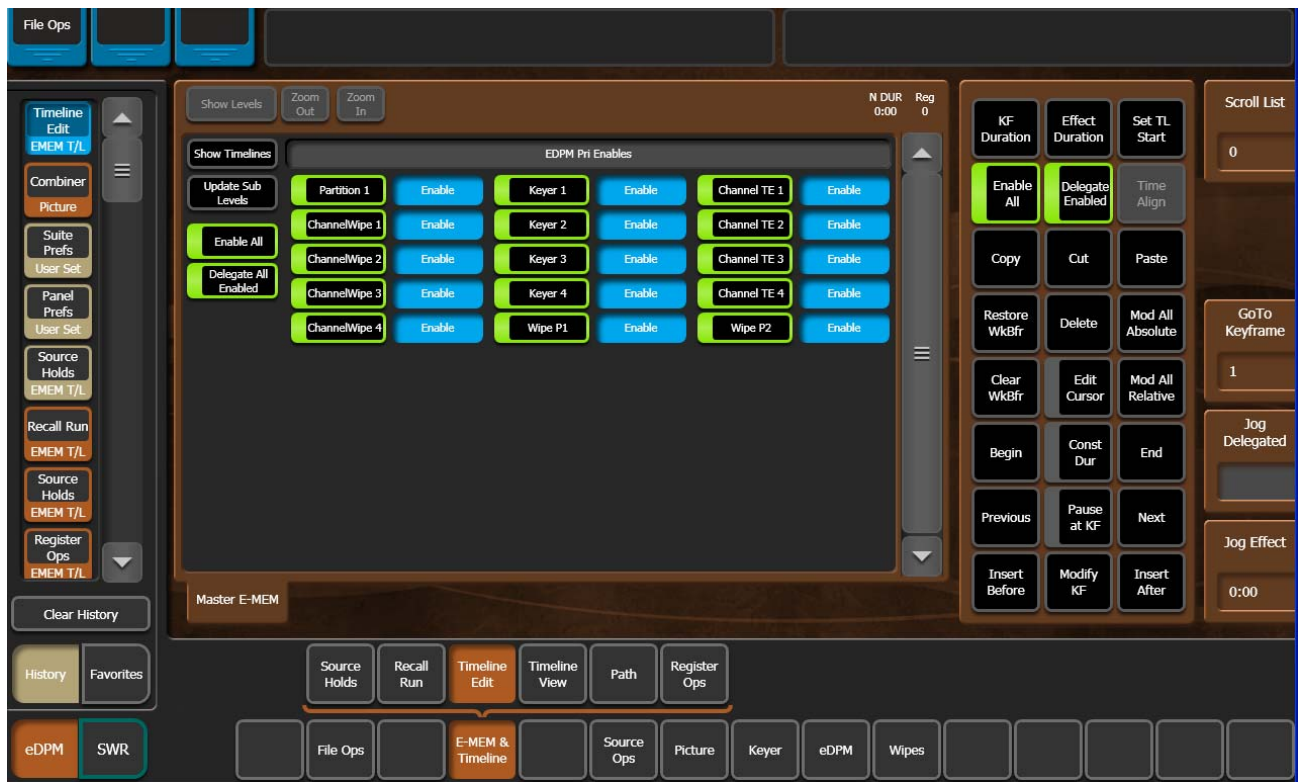 File Ops
Timeline
Edit
EMEM T/L
Combiner
Picture
Suite
Prefs
User Set
Panel
Prefs
User Set
Source
Holds
EMEM T/L
Recall Run
EMEM T/L
Source
Holds
EMEM T/L
Register
Ops
EMEM T/L
Clear History
History Favorites
eDPM SWR
Show Levels
Zoom
Out
Zoom
In
N DUR
0:00
Reg
0
Show Timelines
EDPM Pri Enables
Update Sub
Levels
Enable All
Delegate All
Enabled
Partition 1 Enable Keyer 1 Enable Channel TE 1 Enable
ChannelWipe 1 Enable Keyer 2 Enable Channel TE 2 Enable
ChannelWipe 2 Enable Keyer 3 Enable Channel TE 3 Enable
ChannelWipe 3 Enable Keyer 4 Enable Channel TE 4 Enable
ChannelWipe 4 Enable Wipe P1 Enable Wipe P2 Enable
Master E-MEM
KF
Duration
Effect
Duration
Set TL
Start
Enable
All
Delegate
Enabled
Time
Align
Copy
Cut
Paste
Restore
WkBfr
Delete
Mod All
Absolute
Clear
WkBfr
Edit
Cursor
Mod All
Relative
Begin
Const
Dur
End
Previous
Pause
at KF
Next
Insert
Before
Modify
KF
Insert
After
Scroll List
0
GoTo
Keyframe
1
Jog
Delegated
Jog Effect
0:00
Source
Holds
Recall
Run
Timeline
Edit
Timeline
View
Path
Register
Ops
File Ops
E-MEM &
Timeline
Source
Ops
Picture
Keyer
eDPM
Wipes